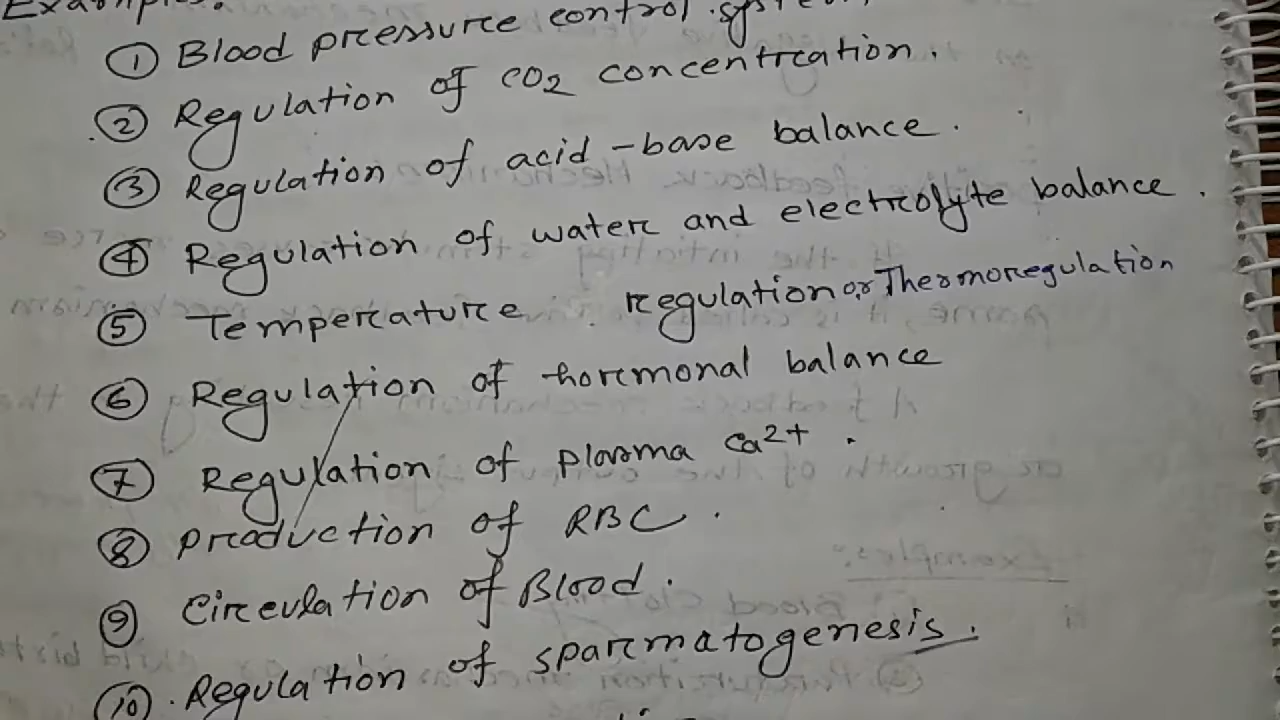 Examples:
① Blood pressure control system
② Regulation of CO2 concentration.
③ Regulation of acid-base balance.
④ Regulation of water and electrolyte balance.
⑤ Temperature regulation or Thermoregulation
⑥ Regulation of hormonal balance
⑦ Regulation of plasma Ca2+.
⑧ Production of RBC.
⑨ Circulation of Blood.
⑩. Regulation of sparmatogenesis.